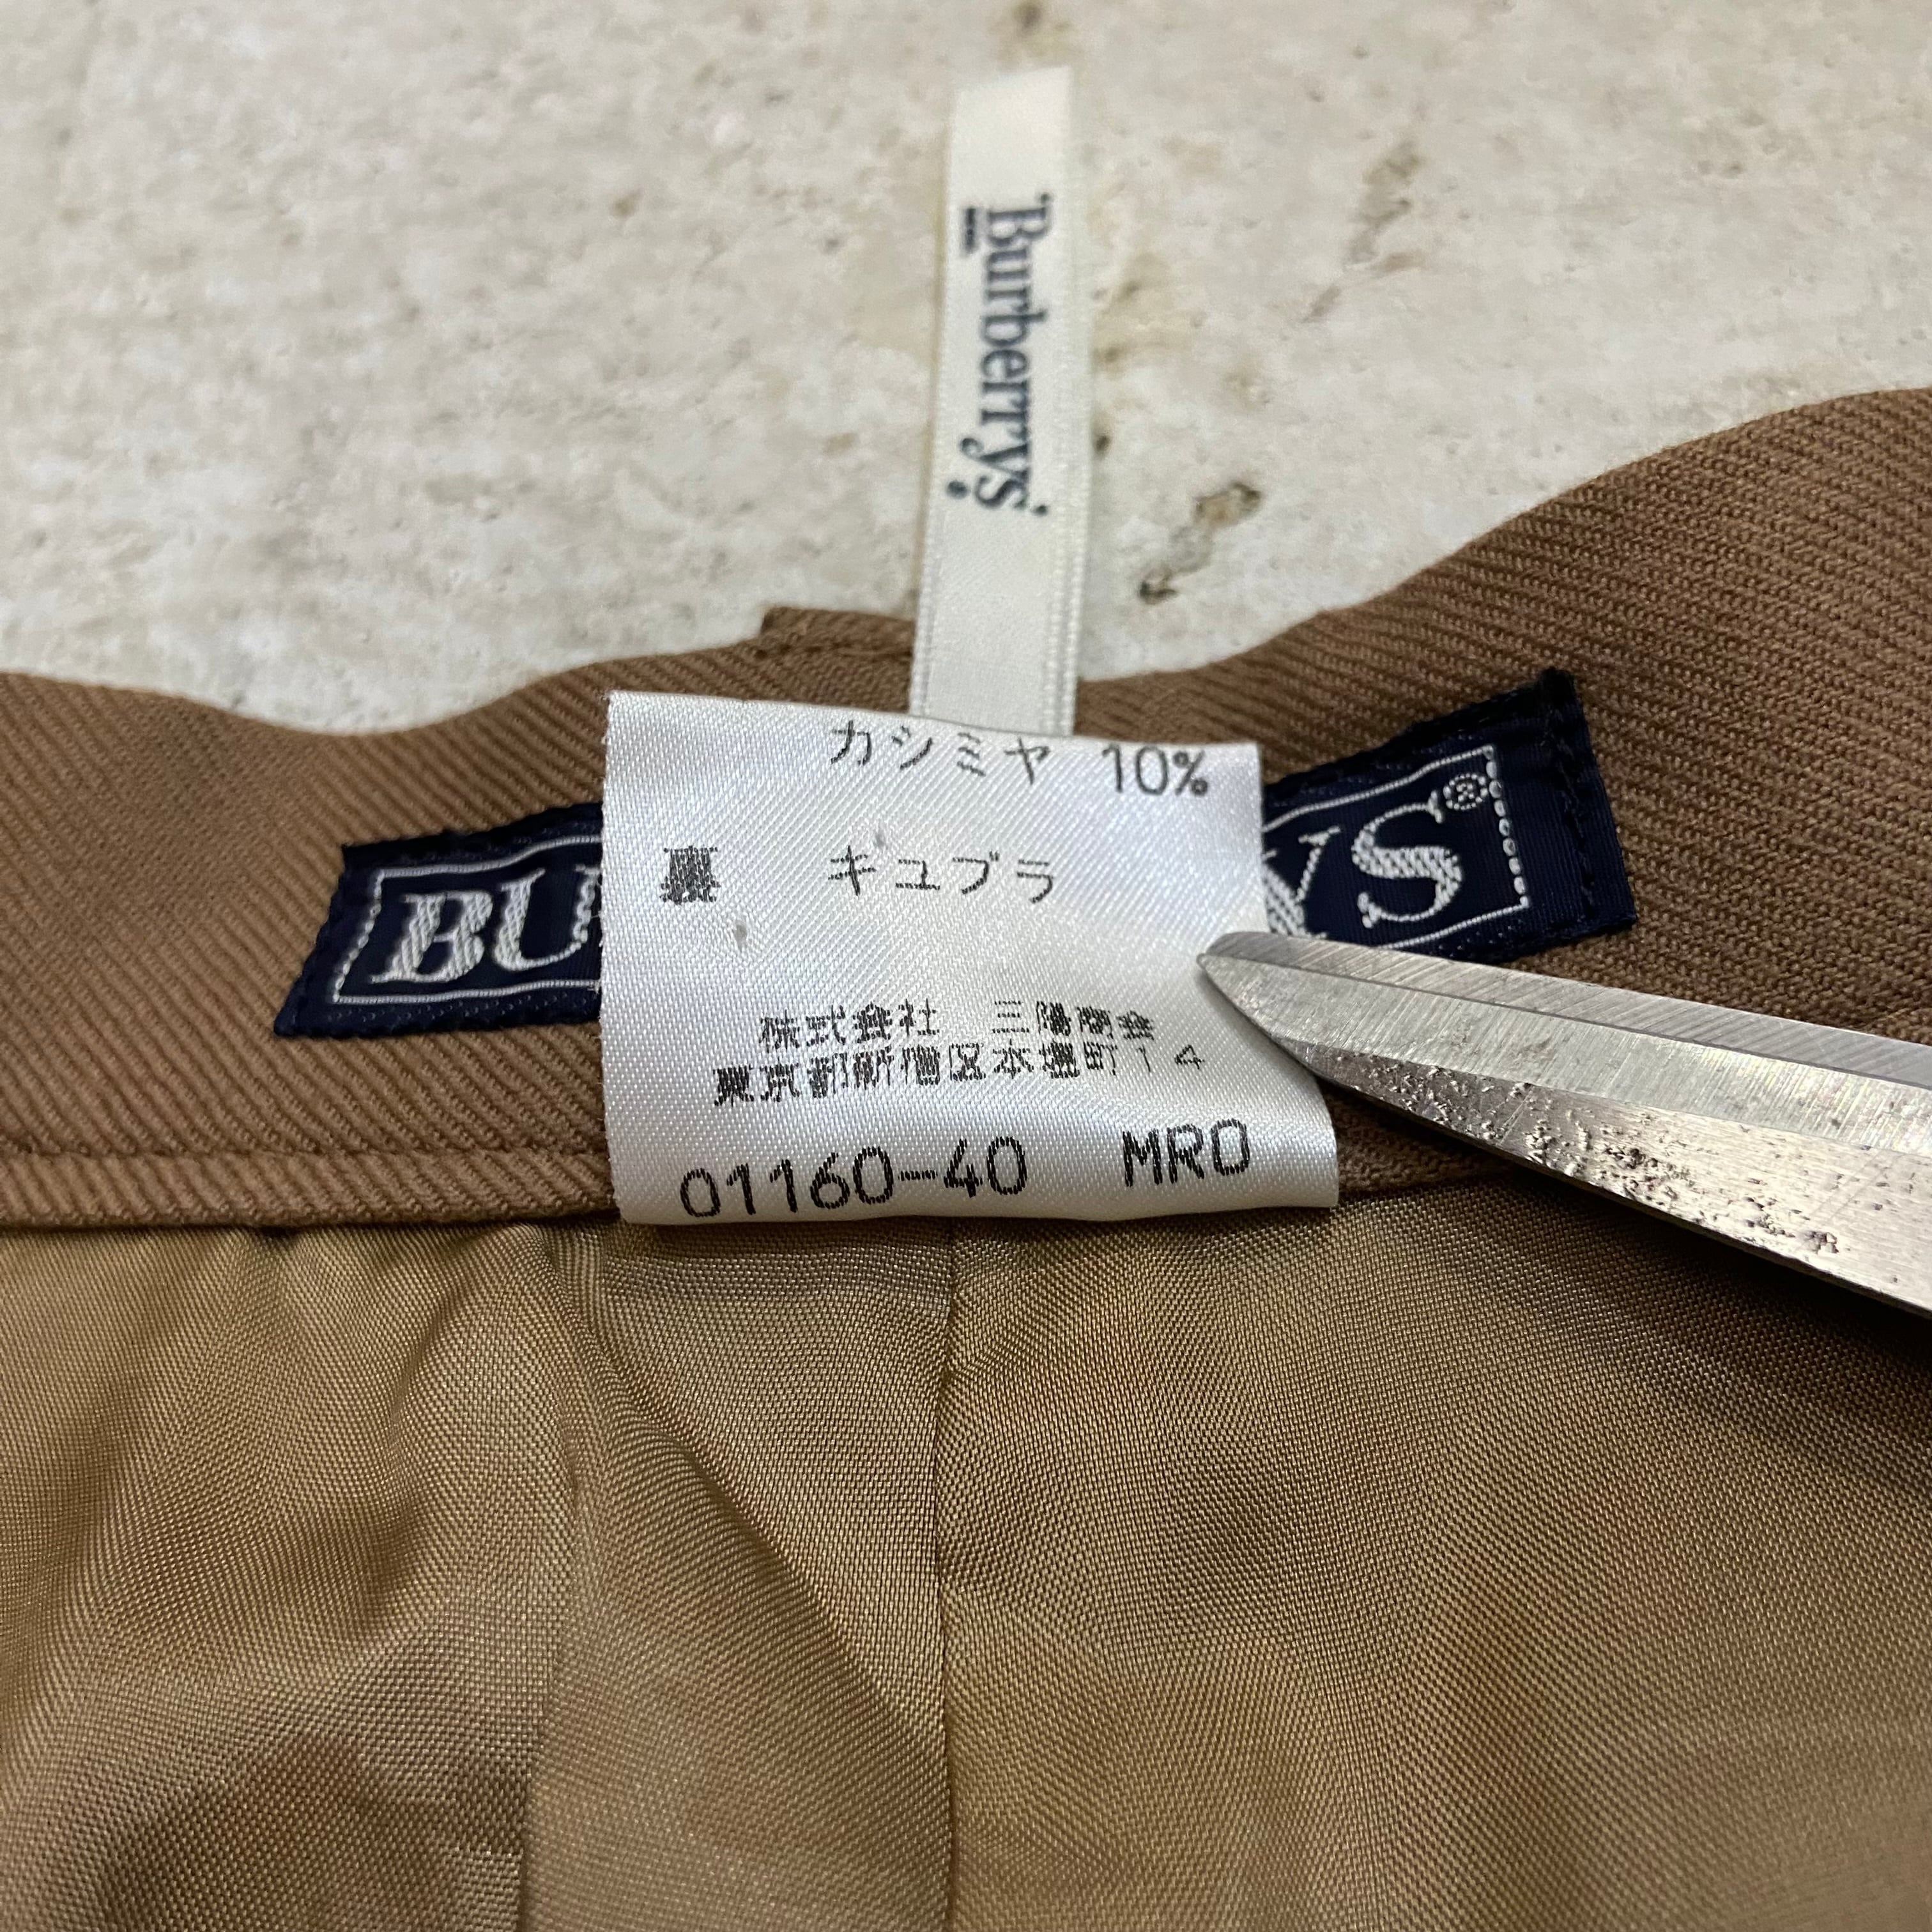 Burberrys'
カシミヤ 10%
裏 キュプラ
BU
YS®
株式会社 三陽商会
東京都新宿区本塩町14
01160-40 MRO